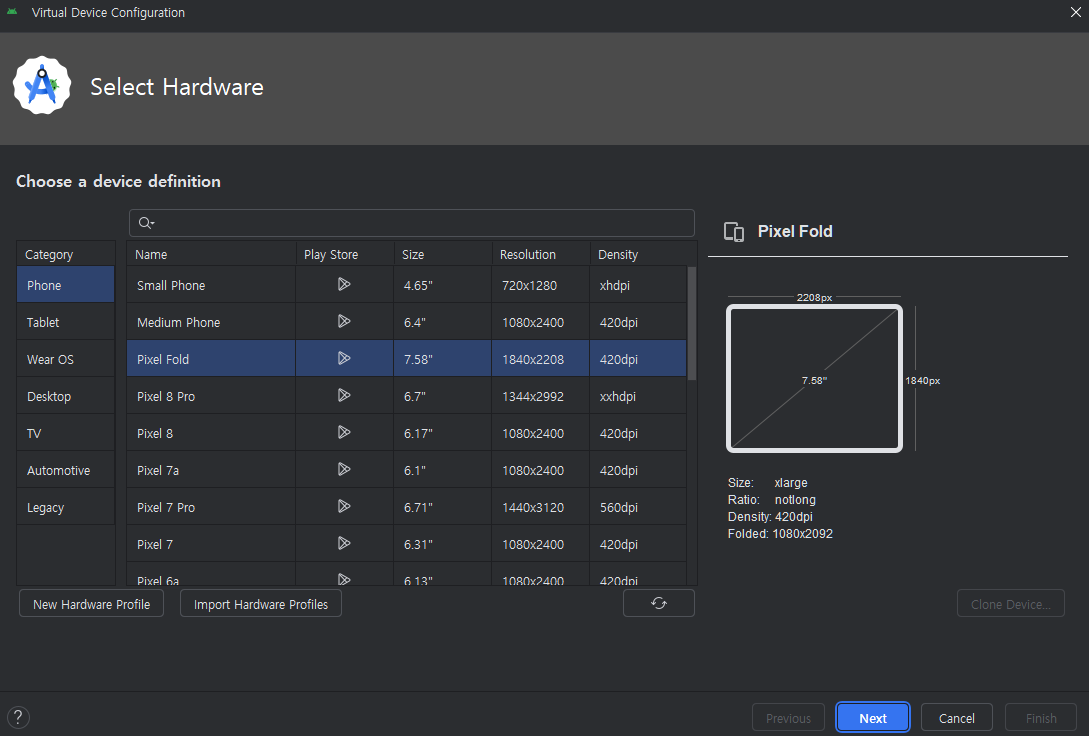 Virtual Device Configuration
Select Hardware
Choose a device definition
Category
Phone
Tablet
Wear OS
Desktop
TV
Automotive
Legacy
Name Play Store Size Resolution Density
Small Phone 4.65" 720x1280 xhdpi
Medium Phone 6.4" 1080x2400 420dpi
Pixel Fold 7.58" 1840x2208 420dpi
Pixel 8 Pro 6.7" 1344x2992 xxhdpi
Pixel 8 6.17" 1080x2400 420dpi
Pixel 7a 6.1" 1080x2400 420dpi
Pixel 7 Pro 6.71" 1440x3120 560dpi
Pixel 7 6.31" 1080x2400 420dpi
Pixel 6a 6.13" 1080x2400 420dpi
New Hardware Profile Import Hardware Profiles
Pixel Fold
2208px
7.58" 1840px
Size: xlarge
Ratio: notlong
Density: 420dpi
Folded: 1080x2092
Clone Device...
? Previous Next Cancel Finish